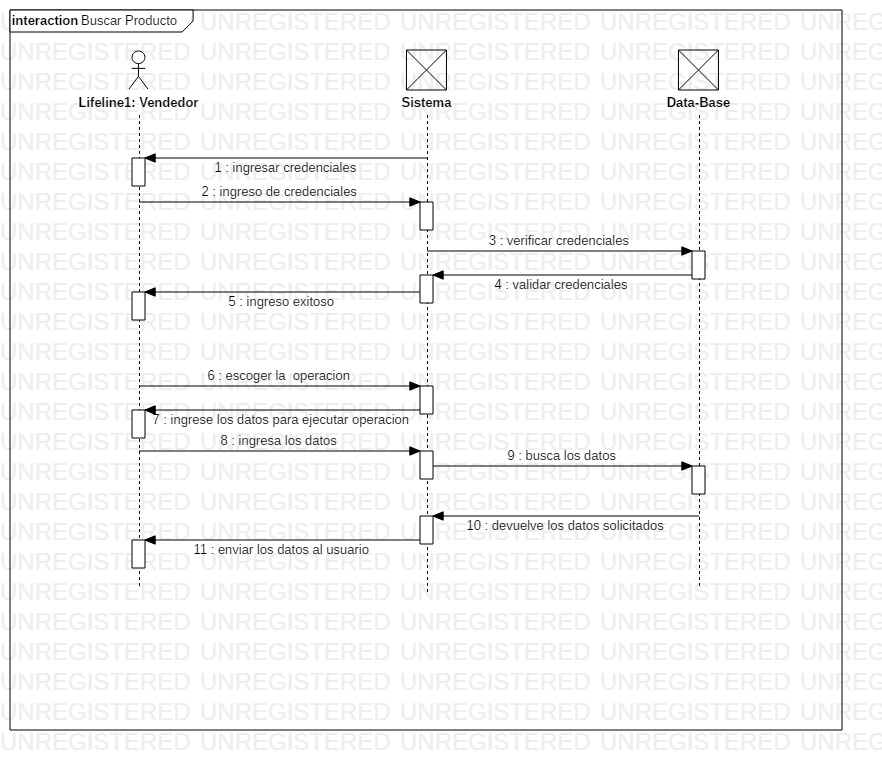 interaction Buscar Producto
Lifeline1: Vendedor
Sistema
Data-Base
1 : ingresar credenciales
2 : ingreso de credenciales
3 : verificar credenciales
4 : validar credenciales
5 : ingreso exitoso
6 : escoger la  operacion
7 : ingrese los datos para ejecutar operacion
8 : ingresa los datos
9 : busca los datos
10 : devuelve los datos solicitados
11 : enviar los datos al usuario
UNREGISTERED